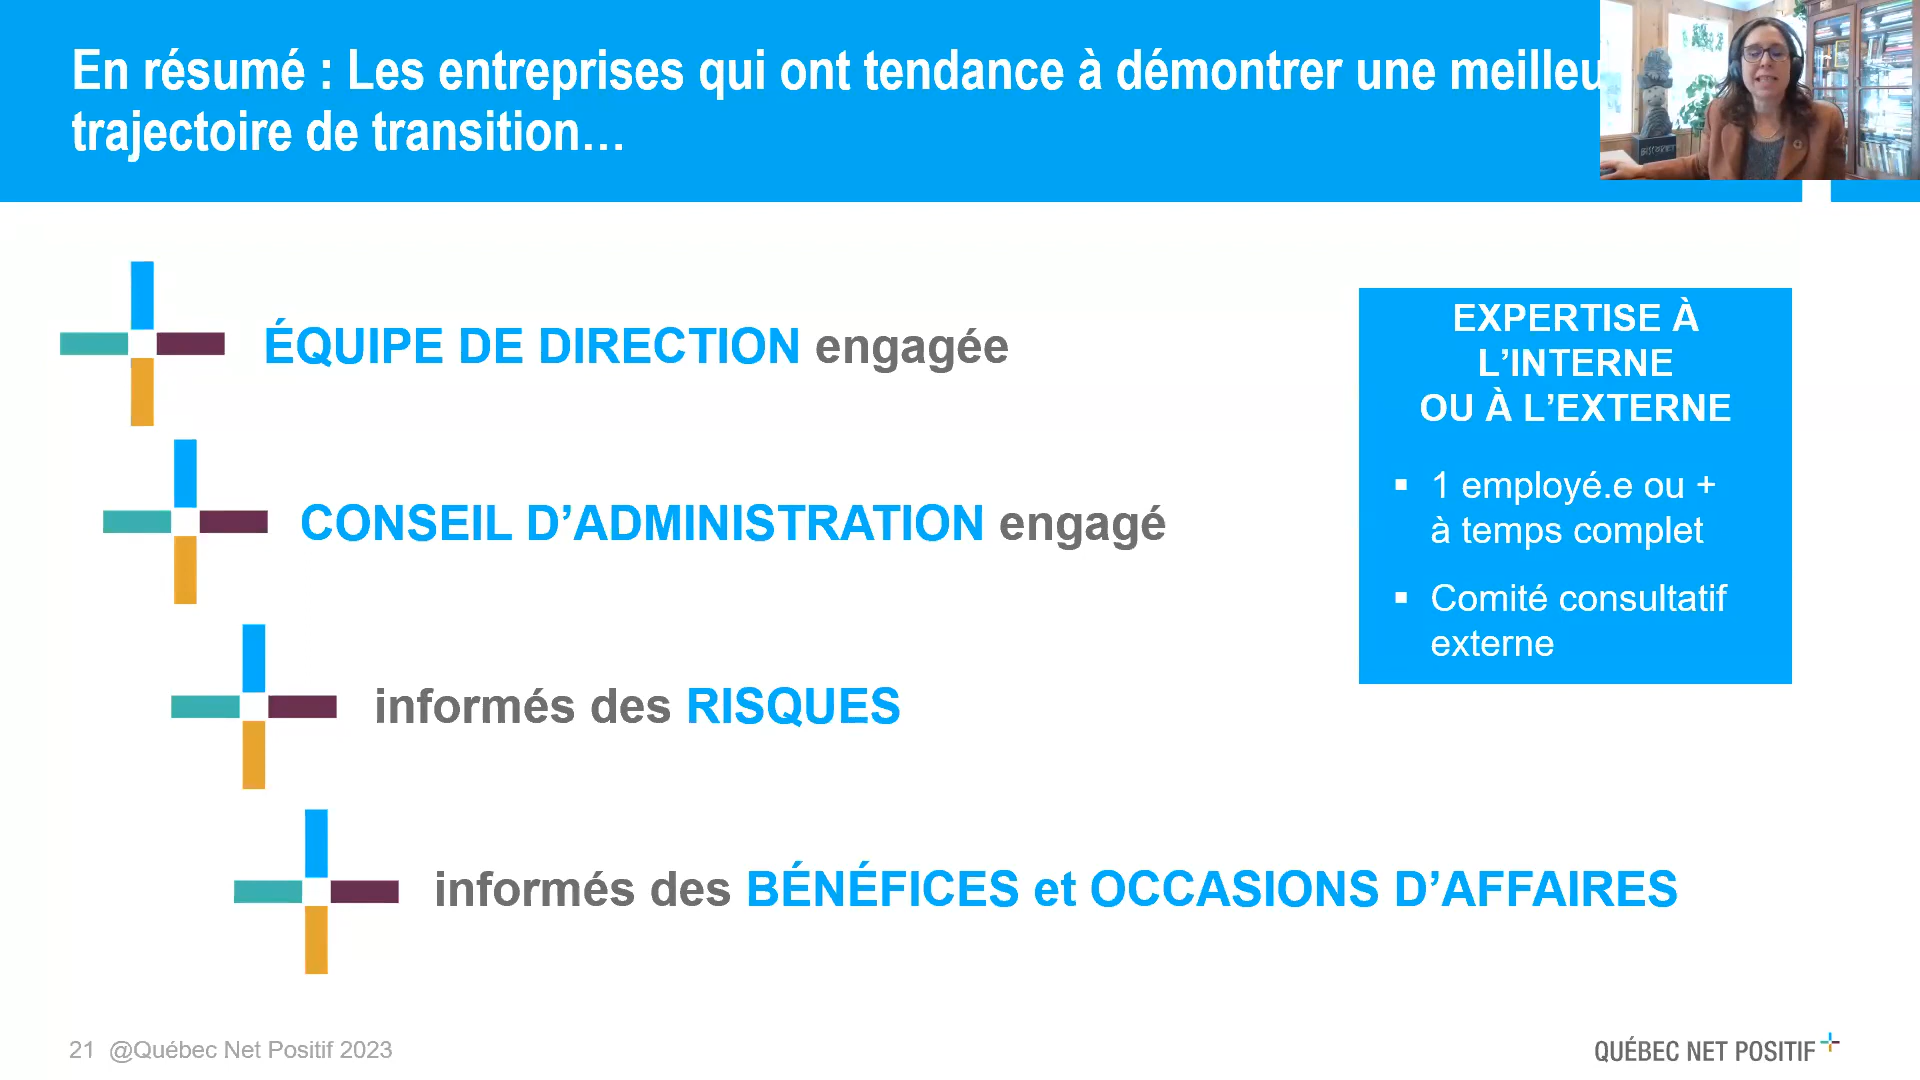 En résumé : Les entreprises qui ont tendance à démontrer une
trajectoire de transition…
ÉQUIPE DE DIRECTION engagée
CONSEIL D’ADMINISTRATION engagé
informés des RISQUES
informés des BÉNÉFICES et OCCASIONS D’AFFAIRES
EXPERTISE À
L’INTERNE
OU À L’EXTERNE
▪ 1 employé.e ou +
à temps complet
▪ Comité consultatif
externe
21 @Québec Net Positif 2023
QUÉBEC NET POSITIF